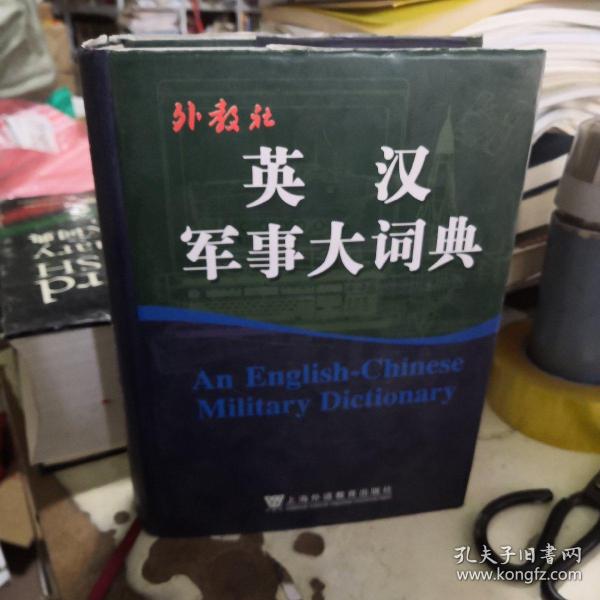 外教社
英 汉
军事大词典
An English-Chinese
Military Dictionary
上海外语教育出版社
孔夫子旧书网
www.kongfz.com